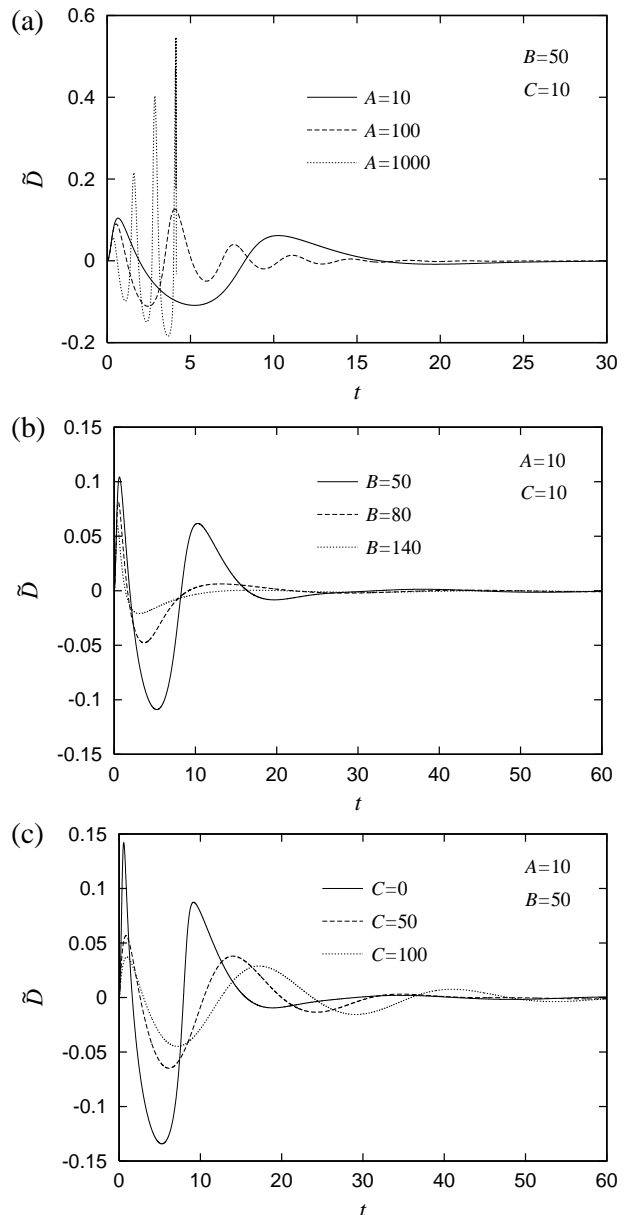 (a)
0.6
0.4
0.2
0
-0.2
D̃
A=10
A=100
A=1000
B=50
C=10
0 5 10 15 20 25 30
t
(b)
0.15
0.1
0.05
0
-0.05
-0.1
-0.15
D̃
B=50
B=80
B=140
A=10
C=10
0 10 20 30 40 50 60
t
(c)
0.15
0.1
0.05
0
-0.05
-0.1
-0.15
D̃
C=0
C=50
C=100
A=10
B=50
0 10 20 30 40 50 60
t